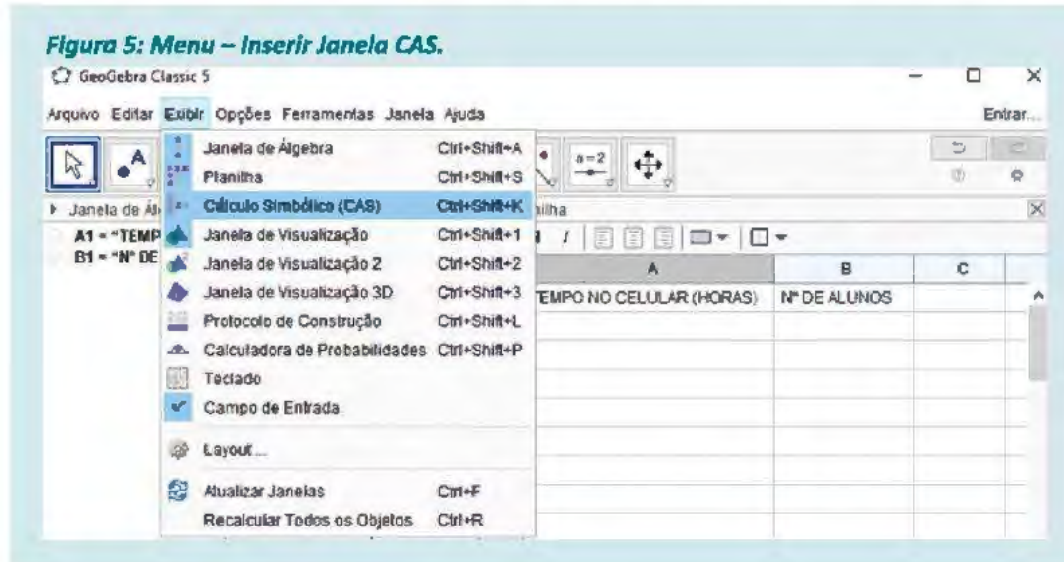 Figura 5: Menu – Inserir Janela CAS.
GeoGebra Classic 5
Arquivo Editar Exibir Opções Ferramentas Janela Ajuda Entrar...
Janela de Álgebra Ctrl+Shift+A
A a=2
Planilha Ctrl+Shift+S
Janela de Ál Cálculo Simbólico (CAS) Ctrl+Shift+K ilha
A1 = "TEMP Janela de Visualização Ctrl+Shift+1 I
B1 = "Nº DE Janela de Visualização 2 Ctrl+Shift+2 A B C
Janela de Visualização 3D Ctrl+Shift+3 TEMPO NO CELULAR (HORAS) Nº DE ALUNOS
Protocolo de Construção Ctrl+Shift+L
Calculadora de Probabilidades Ctrl+Shift+P
Teclado
Campo de Entrada
Layout ...
Atualizar Janelas Ctrl+F
Recalcular Todos os Objetos Ctrl+R